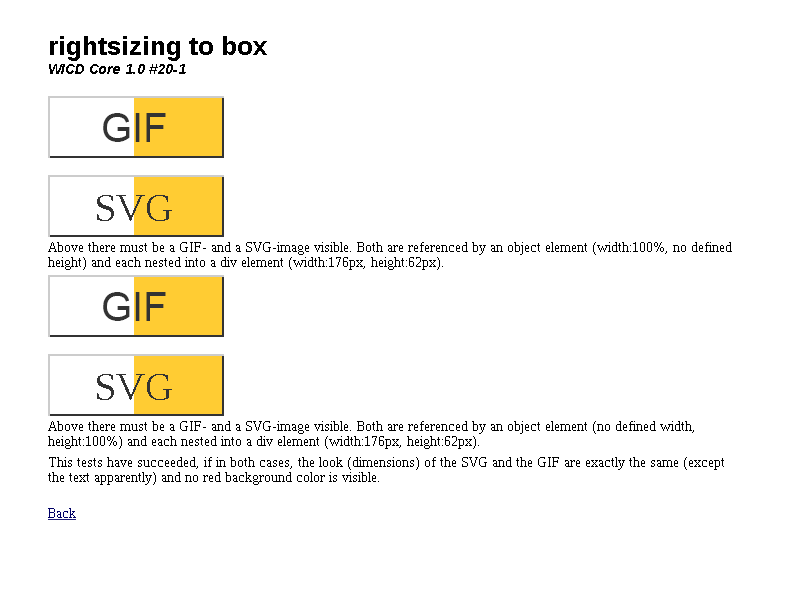 rightsizing to box
WICD Core 1.0 #20-1
GIF
SVG
Above there must be a GIF- and a SVG-image visible. Both are referenced by an object element (width:100%, no defined
height) and each nested into a div element (width:176px, height:62px).
GIF
SVG
Above there must be a GIF- and a SVG-image visible. Both are referenced by an object element (no defined width,
height:100%) and each nested into a div element (width:176px, height:62px).
This tests have succeeded, if in both cases, the look (dimensions) of the SVG and the GIF are exactly the same (except
the text apparently) and no red background color is visible.
Back